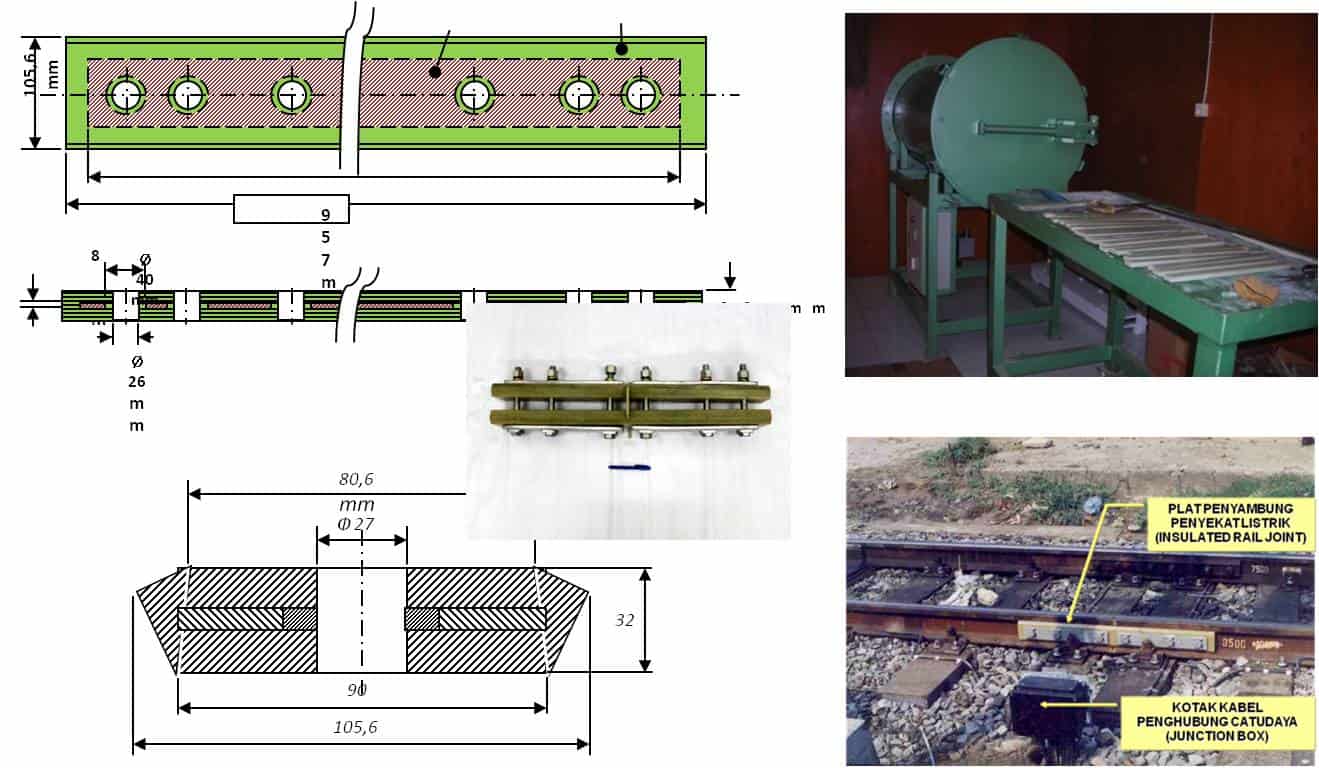 105,6
mm
9
5
7
m
8
Ø
40
m m
Ø
26
m
m
80,6
mm
Φ 27
32
90
105,6
PLAT PENYAMBUNG
PENYEKAT LISTRIK
(INSULATED RAIL JOINT)
KOTAK KABEL
PENGHUBUNG CATUDAYA
(JUNCTION BOX)